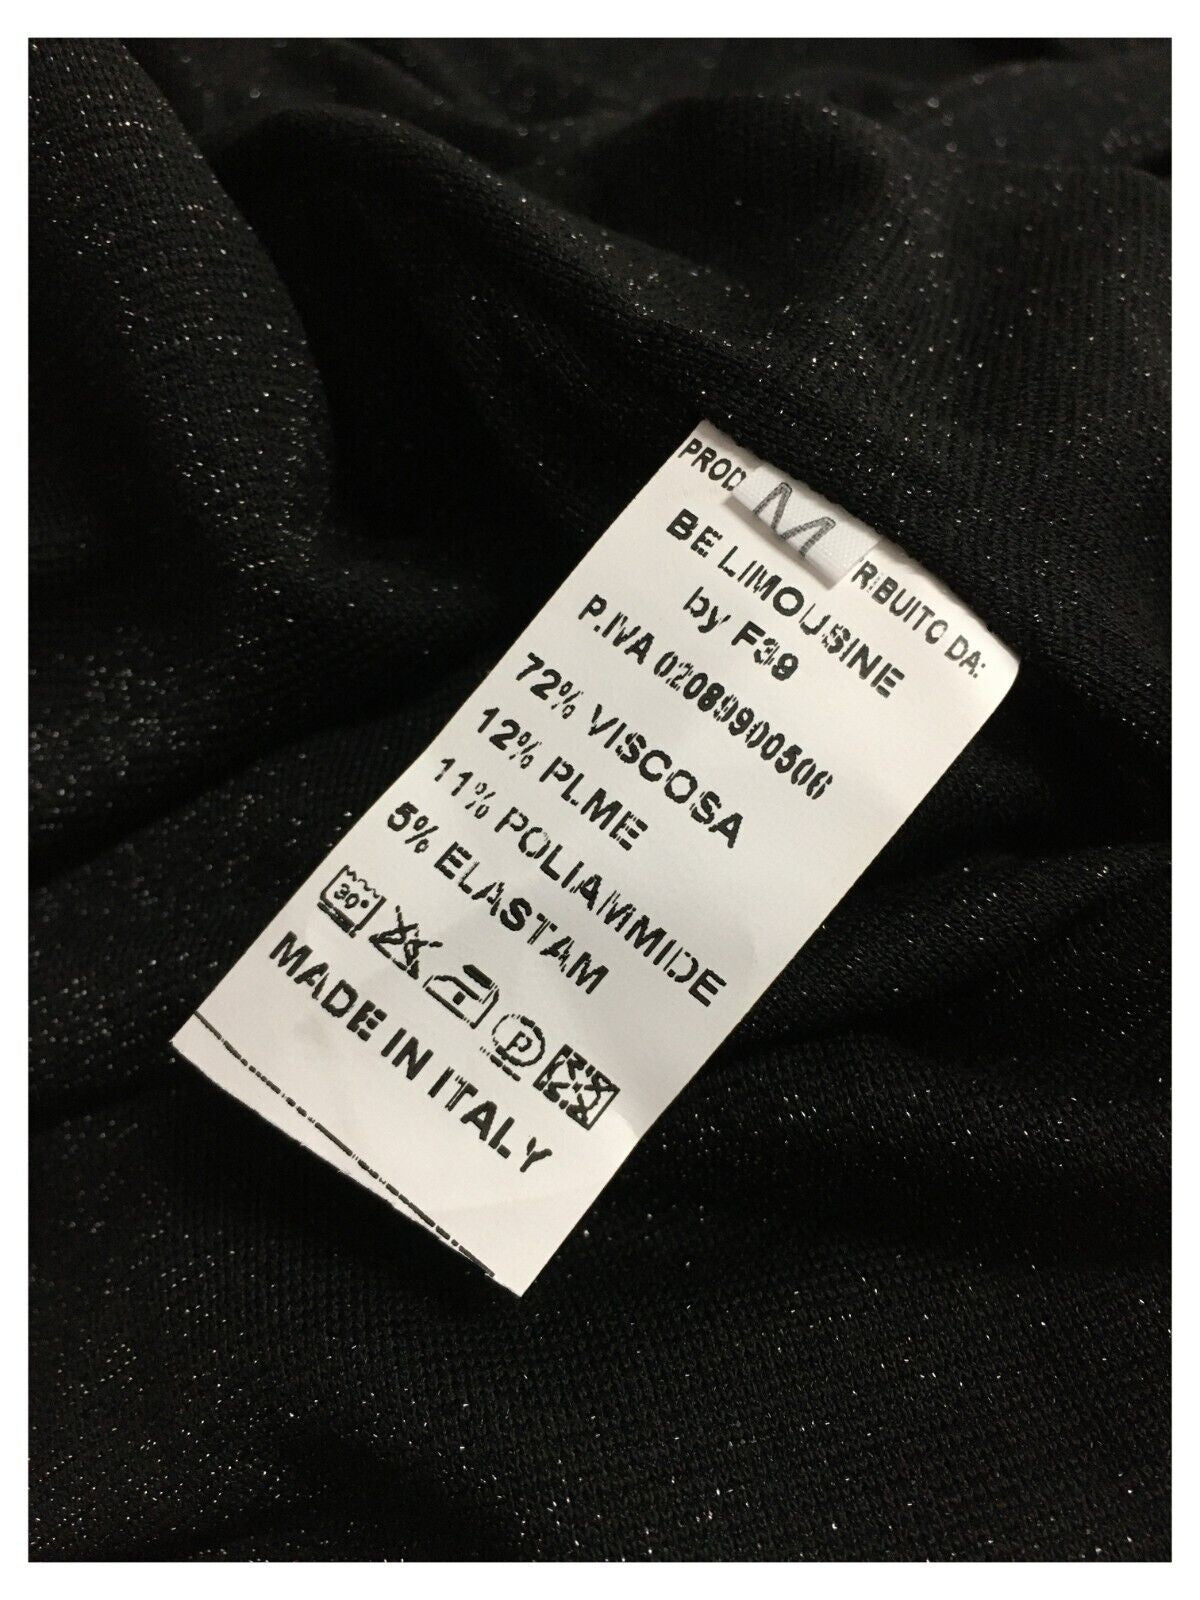 PROD M RIBUITO DA:
BE LIMOUSINE
by F39
P.IVA 02089900506
72% VISCOSA
12% PLME
11% POLIAMMIDE
5% ELASTAM
30° P
MADE IN ITALY